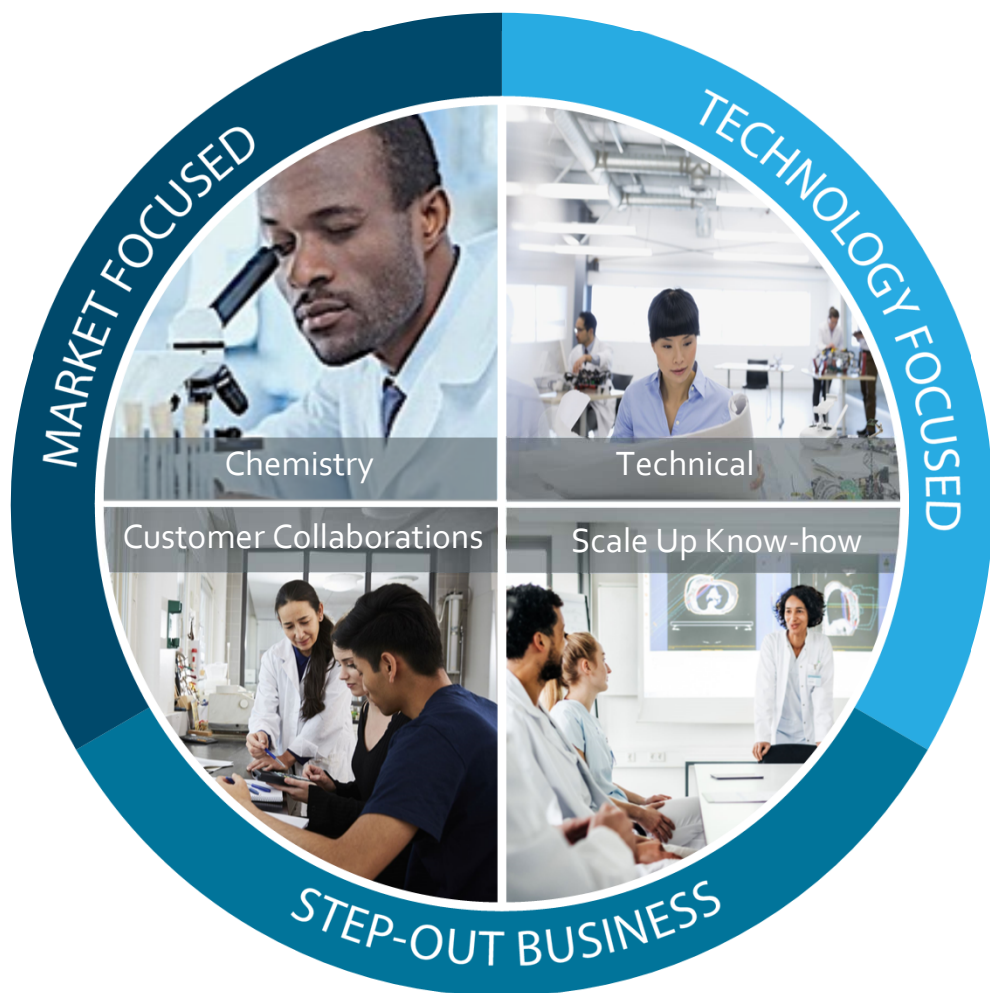 MARKET FOCUSED
TECHNOLOGY FOCUSED
Chemistry
Technical
Customer Collaborations
Scale Up Know-how
STEP-OUT BUSINESS